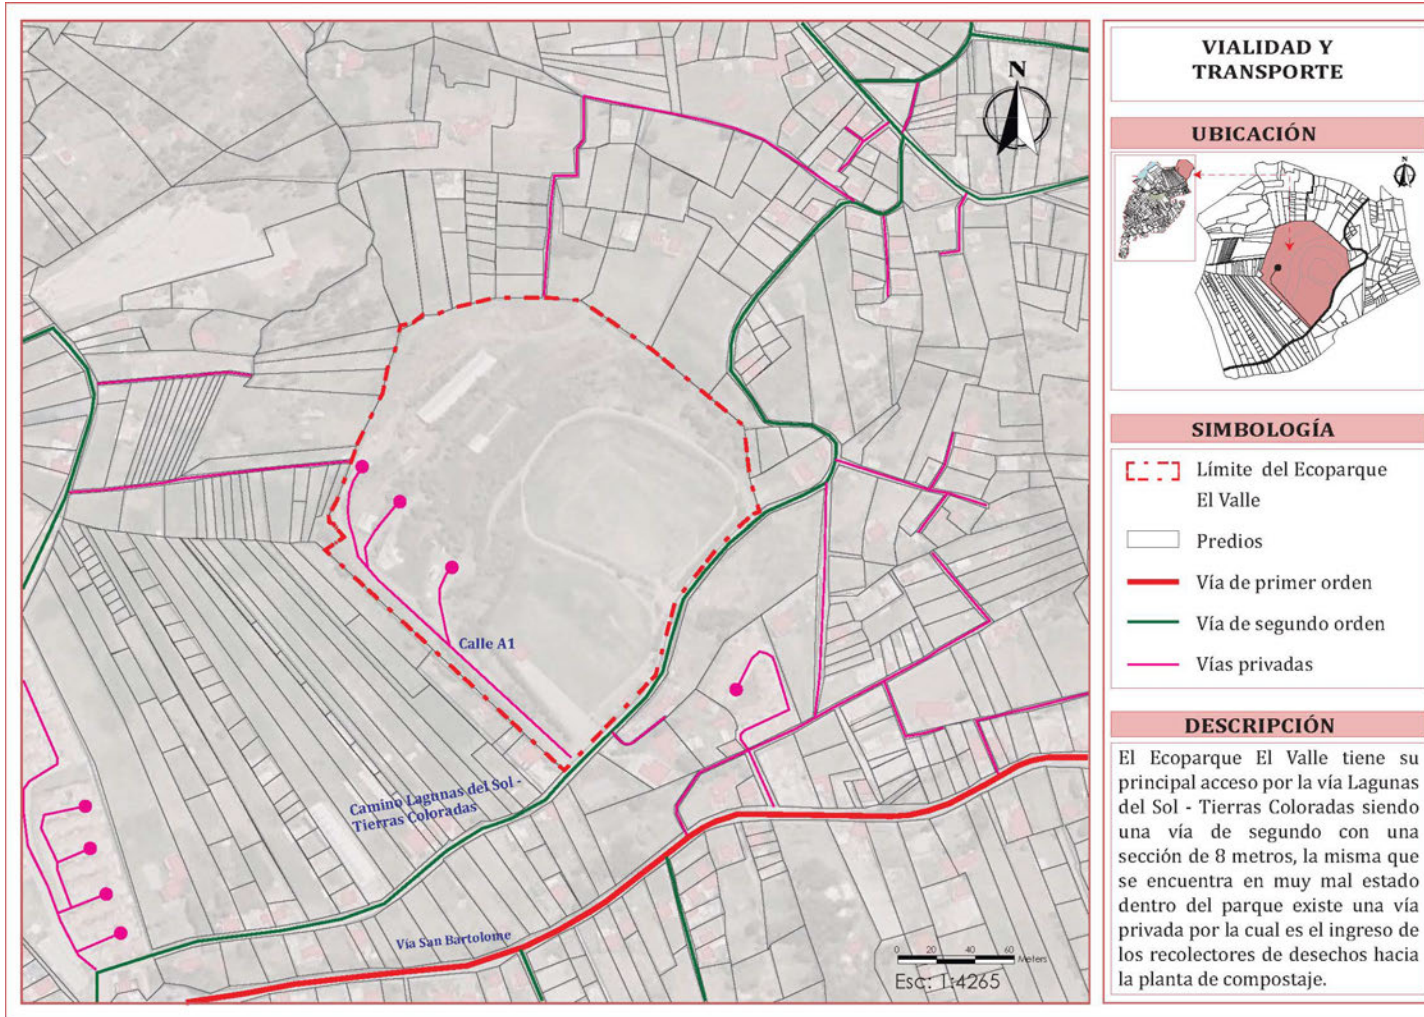 N
Calle A1
Camino Lagunas del Sol -
Tierras Coloradas
Vía San Bartolome
0 20 40 60
Meters
Esc: 1:4265
VIALIDAD Y
TRANSPORTE
UBICACIÓN
N
SIMBOLOGÍA
Límite del Ecoparque
El Valle
Predios
Vía de primer orden
Vía de segundo orden
Vías privadas
DESCRIPCIÓN
El Ecoparque El Valle tiene su
principal acceso por la vía Lagunas
del Sol - Tierras Coloradas siendo
una vía de segundo con una
sección de 8 metros, la misma que
se encuentra en muy mal estado
dentro del parque existe una vía
privada por la cual es el ingreso de
los recolectores de desechos hacia
la planta de compostaje.